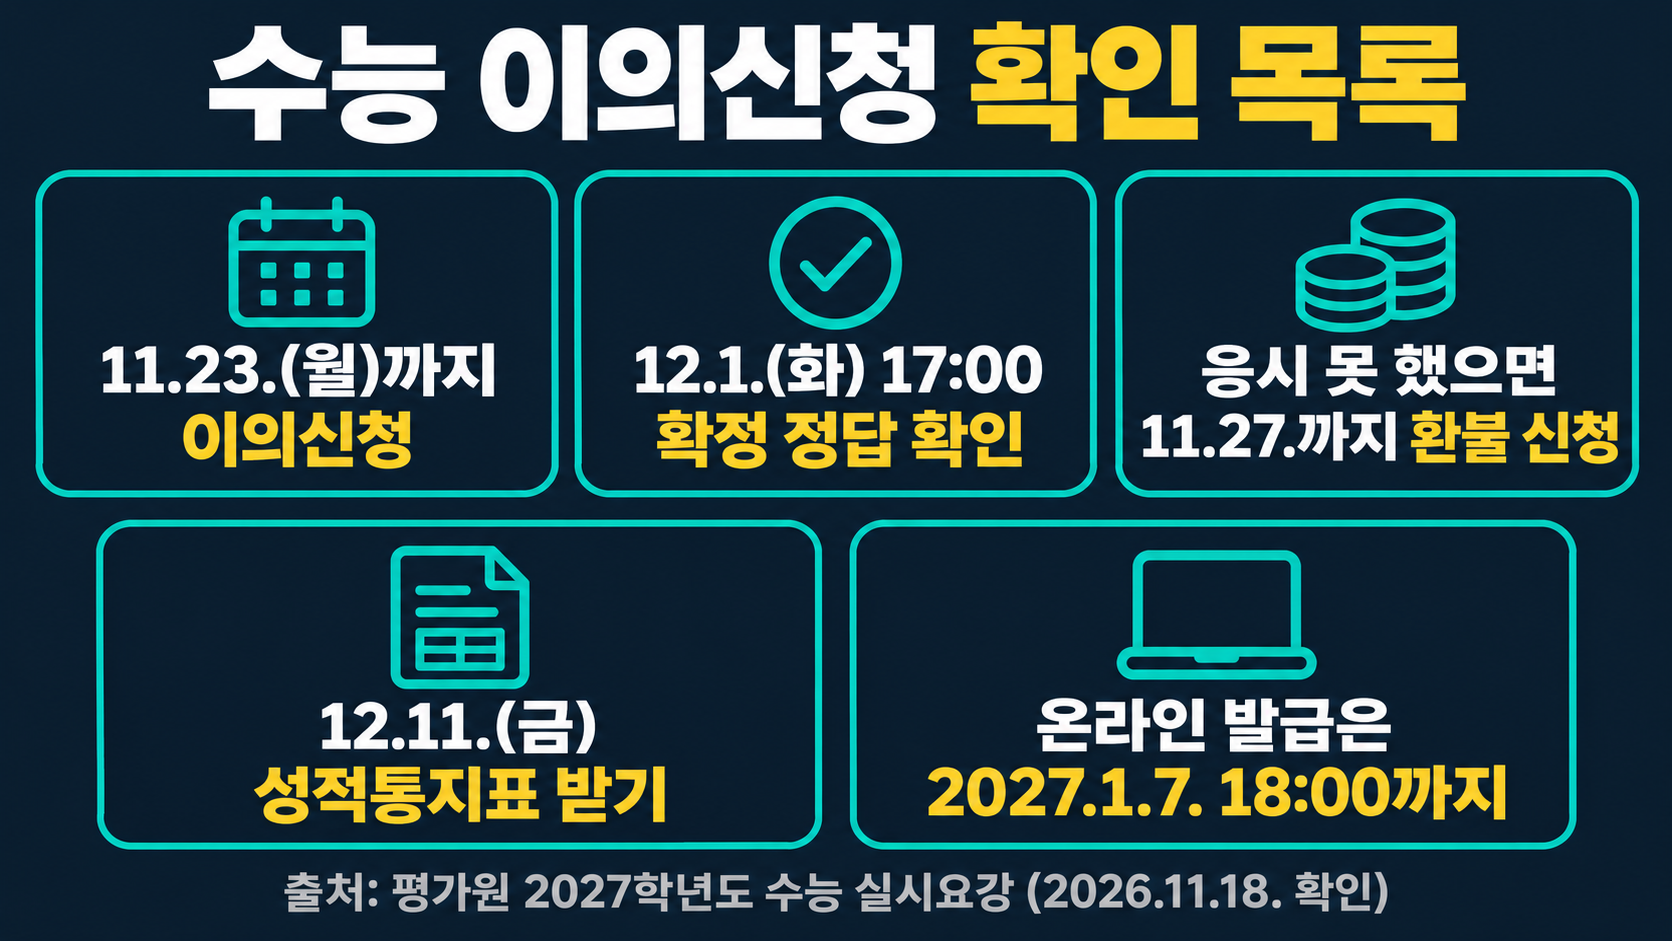 수능 이의신청 확인 목록
11.23.(월)까지
이의신청
12.1.(화) 17:00
확정 정답 확인
응시 못 했으면
11.27.까지 환불 신청
12.11.(금)
성적통지표 받기
온라인 발급은
2027.1.7. 18:00까지
출처: 평가원 2027학년도 수능 실시요강 (2026.11.18. 확인)